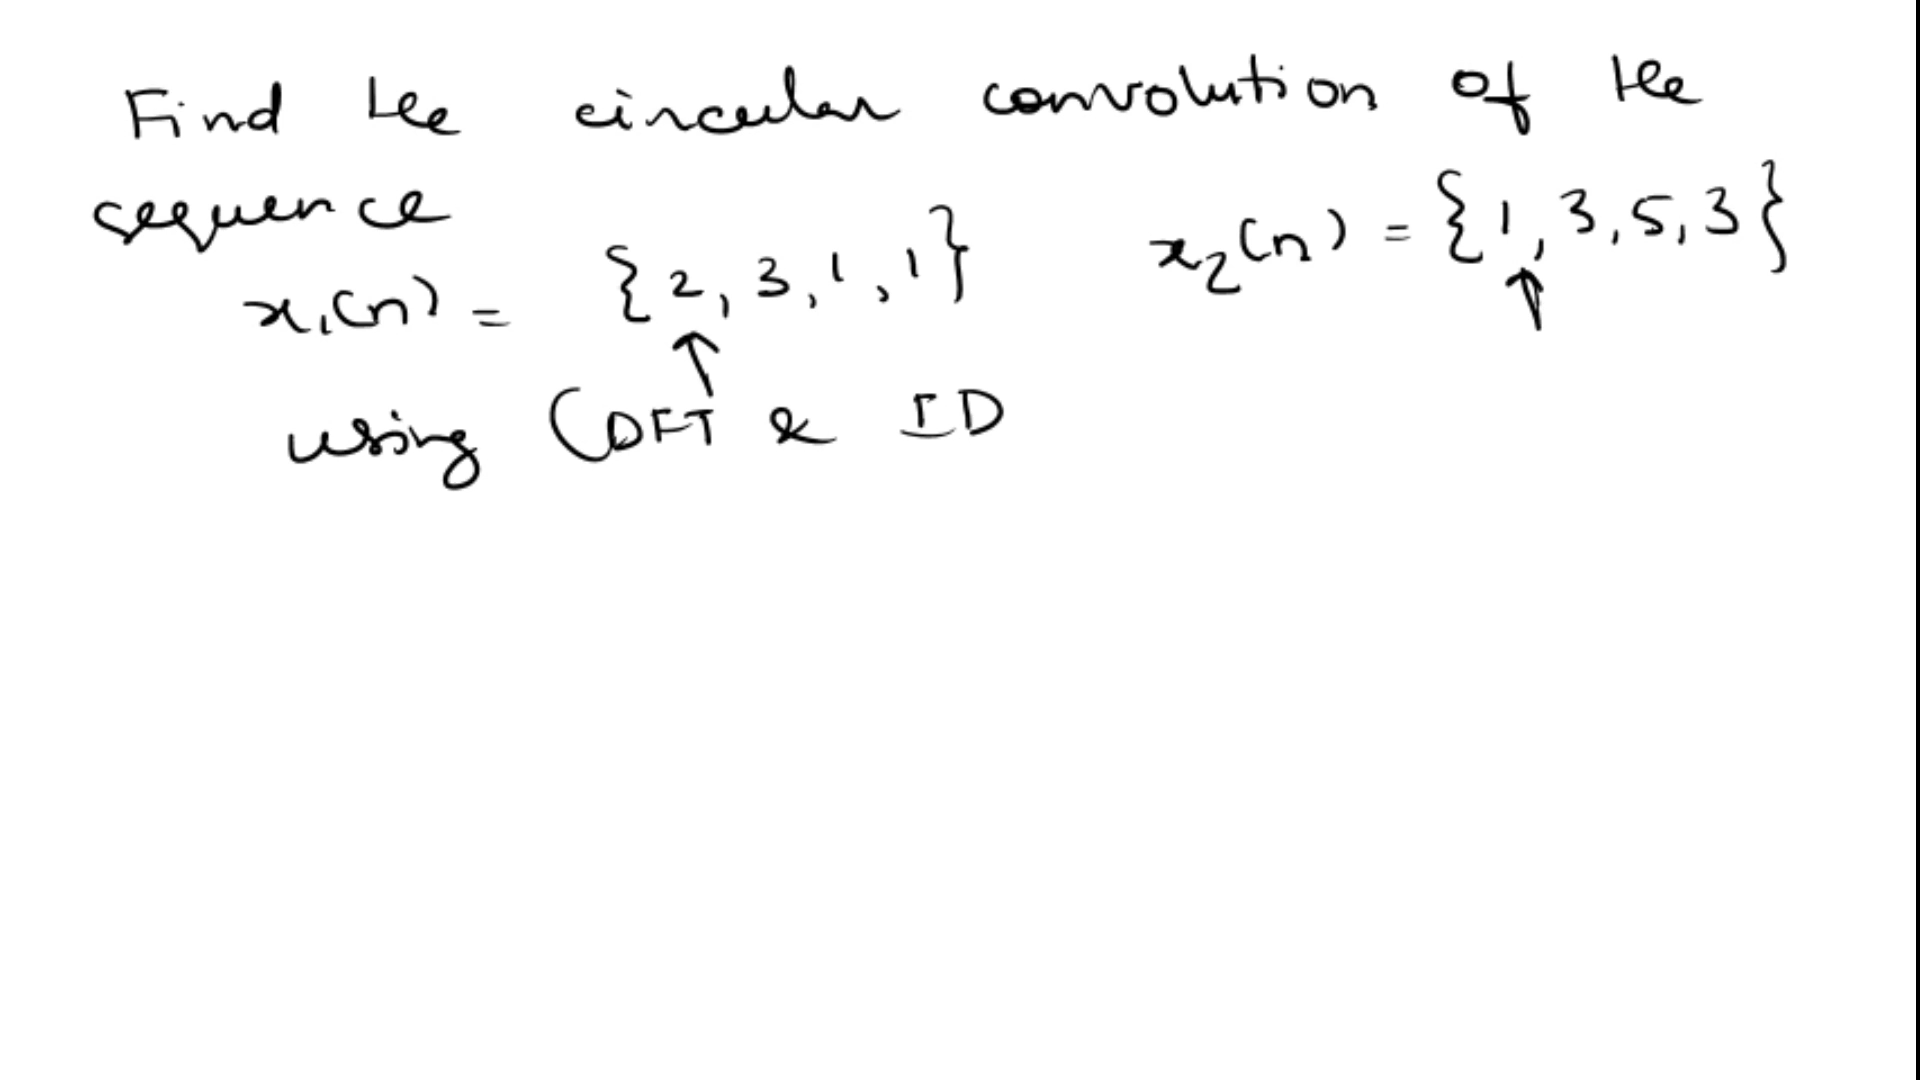 Find the circular convolution of the
sequence
x₁(n) = {2, 3, 1, 1} x₂(n) = {1, 3, 5, 3}
↑ ↑
using (DFT & ID